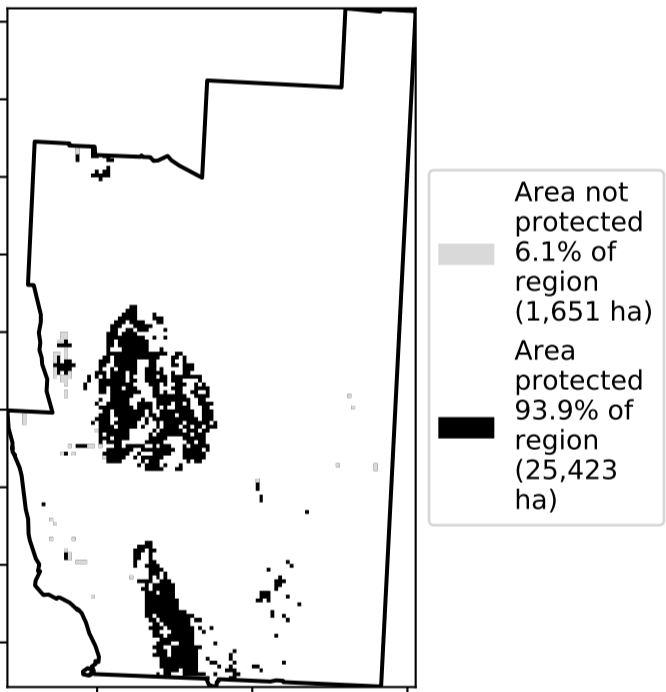 Area not
protected
6.1% of
region
(1,651 ha)
Area
protected
93.9% of
region
(25,423
ha)